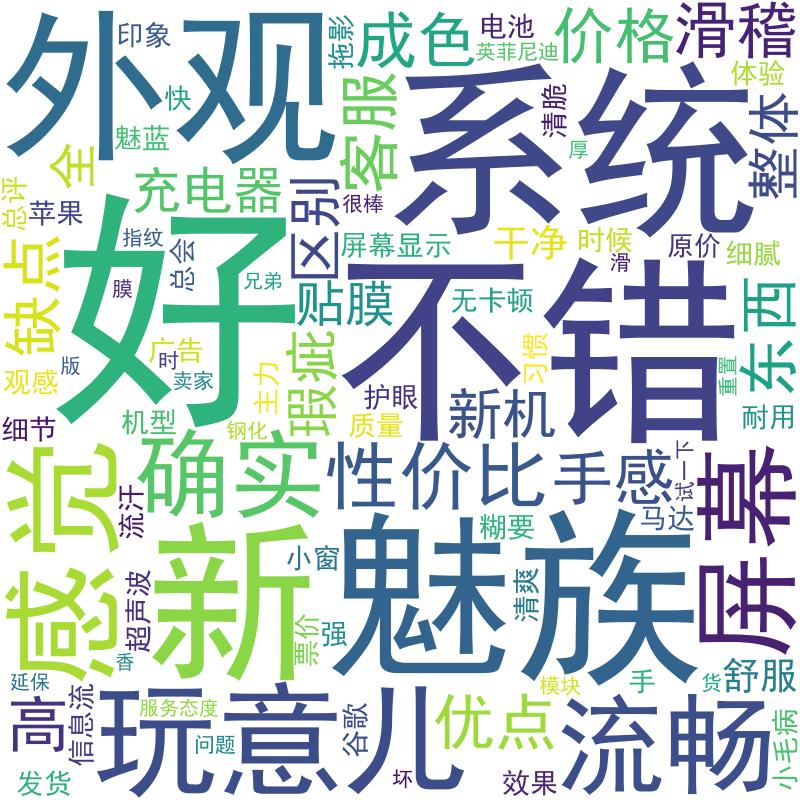 外观
印象
拖影
成色
电池
英菲尼迪
价格
滑稽
快
魅蓝
客服
系统
清脆
厚
体验
整体
全
总评
苹果
充电器
区别
很棒
指纹
总会
屏幕显示
干净
时候
原价
细腻
缺点
好
膜
兄弟
贴膜
不错
无卡顿
滑
东西
观感
版
广告
时
卖家
主力
瑕疵
护眼
习惯
重置
耐用
细节
机型
钢化
质量
新机
感觉
流汗
确实
性价比
手感
试一下
马达
屏幕
超声波
新
小窗
票价
强
魅族
糊要
清爽
香
延保
高
信息流
玩意儿
服务态度
问题
谷歌
坏
优点
模块
流畅
手
货
舒服
小毛病
发货
效果